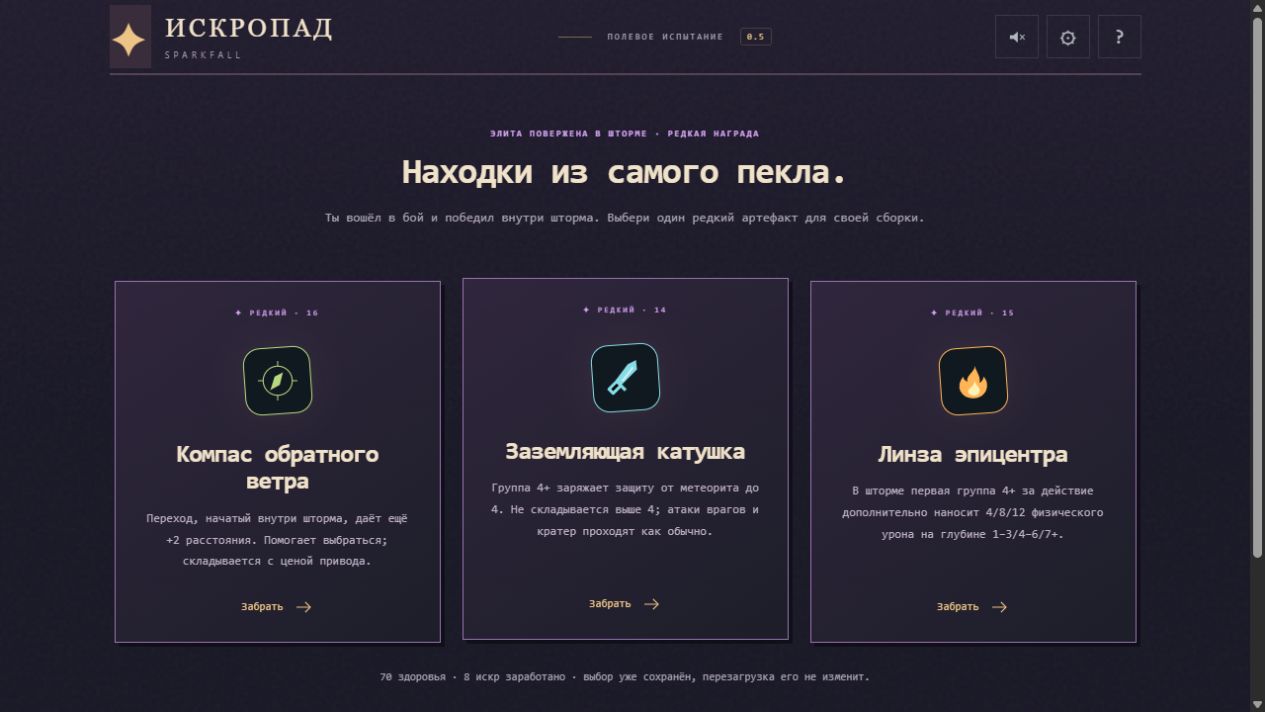 ИСКРОПАД
SPARKFALL
ПОЛЕВОЕ ИСПЫТАНИЕ 0.5
?
ЭЛИТА ПОВЕРЖЕНА В ШТОРМЕ · РЕДКАЯ НАГРАДА
Находки из самого пекла.
Ты вошёл в бой и победил внутри шторма. Выбери один редкий артефакт для своей сборки.
✦ РЕДКИЙ · 16
Компас обратного
ветра
Переход, начатый внутри шторма, даёт ещё
+2 расстояния. Помогает выбраться;
складывается с ценой привода.
Забрать →
✦ РЕДКИЙ · 14
Заземляющая катушка
Группа 4+ заряжает защиту от метеорита до
4. Не складывается выше 4; атаки врагов и
кратер проходят как обычно.
Забрать →
✦ РЕДКИЙ · 15
Линза эпицентра
В шторме первая группа 4+ за действие
дополнительно наносит 4/8/12 физического
урона на глубине 1–3/4–6/7+.
Забрать →
70 здоровья · 8 искр заработано · выбор уже сохранён, перезагрузка его не изменит.